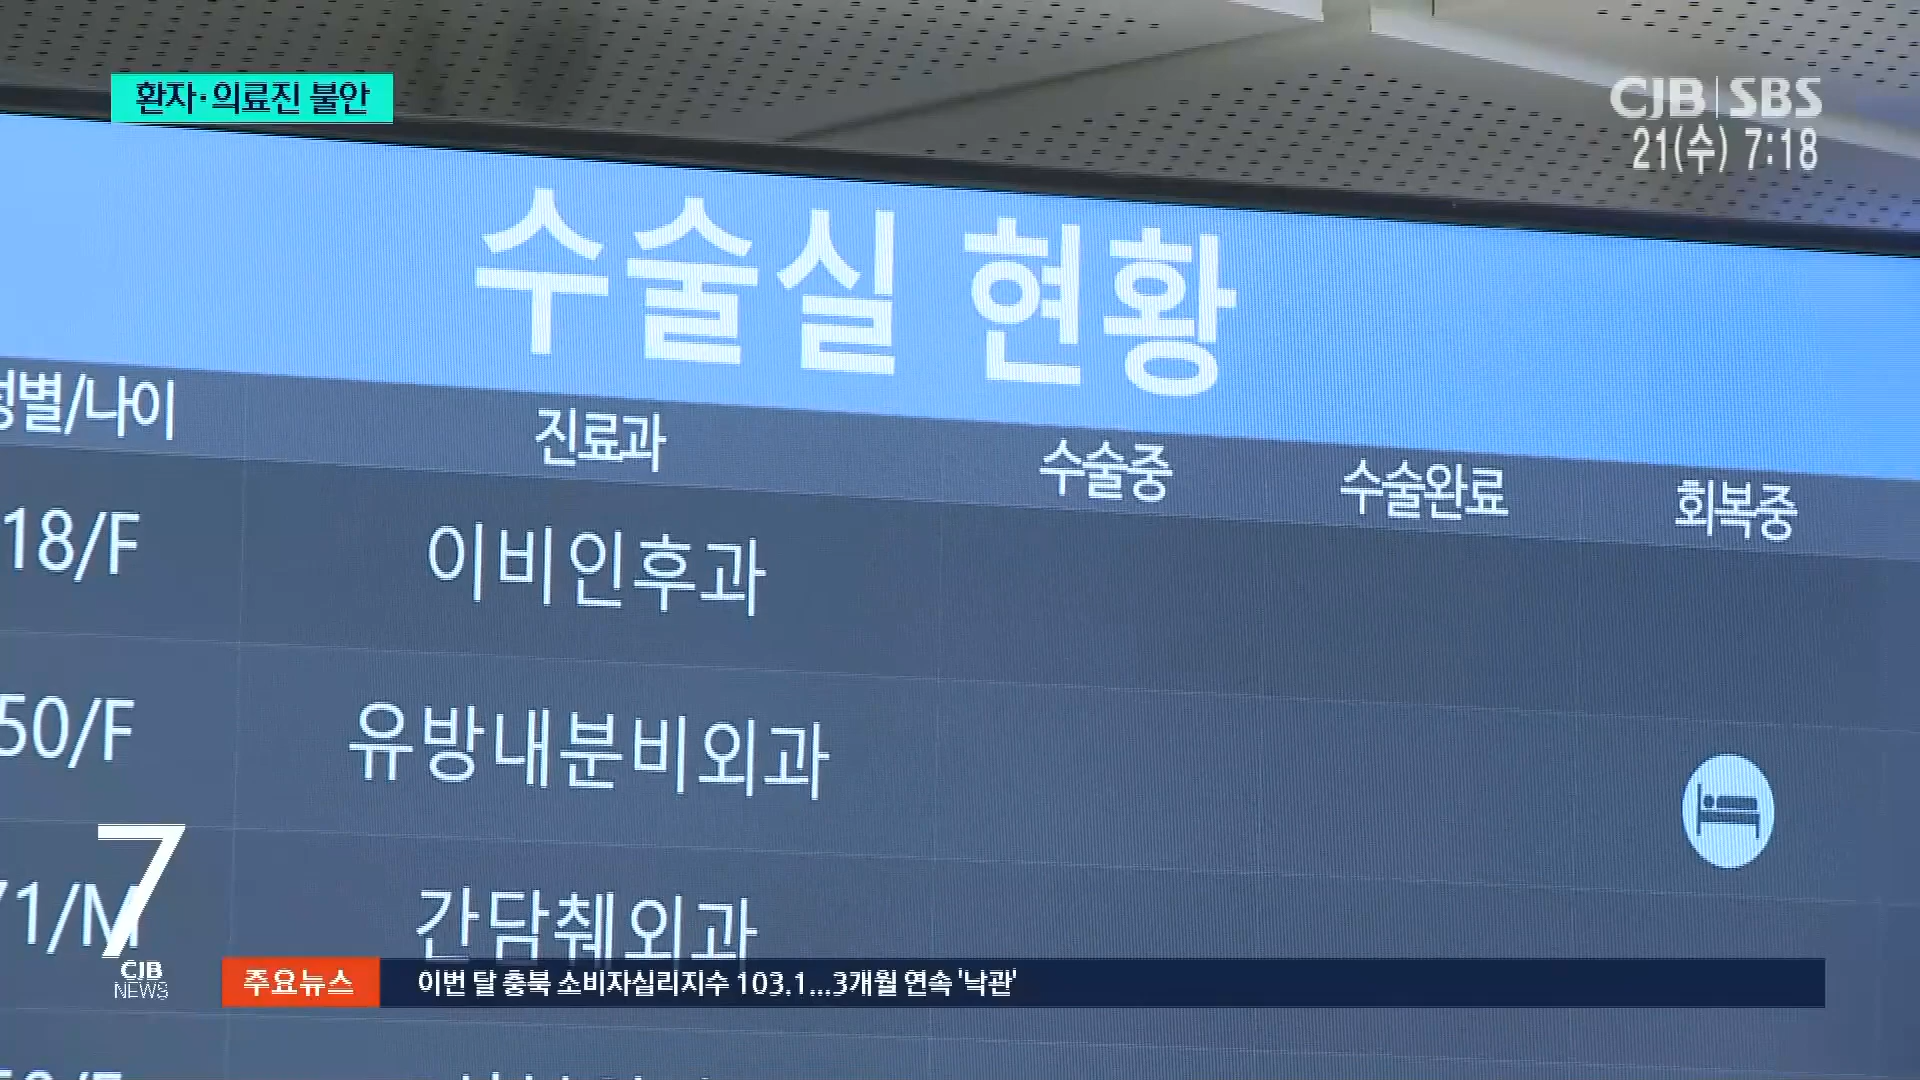 환자·의료진 불안
CJB SBS
21(수) 7:18
수술실 현황
성별/나이 진료과 수술중 수술완료 회복중
18/F 이비인후과
50/F 유방내분비외과
71/M 간담췌외과
7
CJB
NEWS
주요뉴스 이번 달 충북 소비자심리지수 103.1...3개월 연속 '낙관'